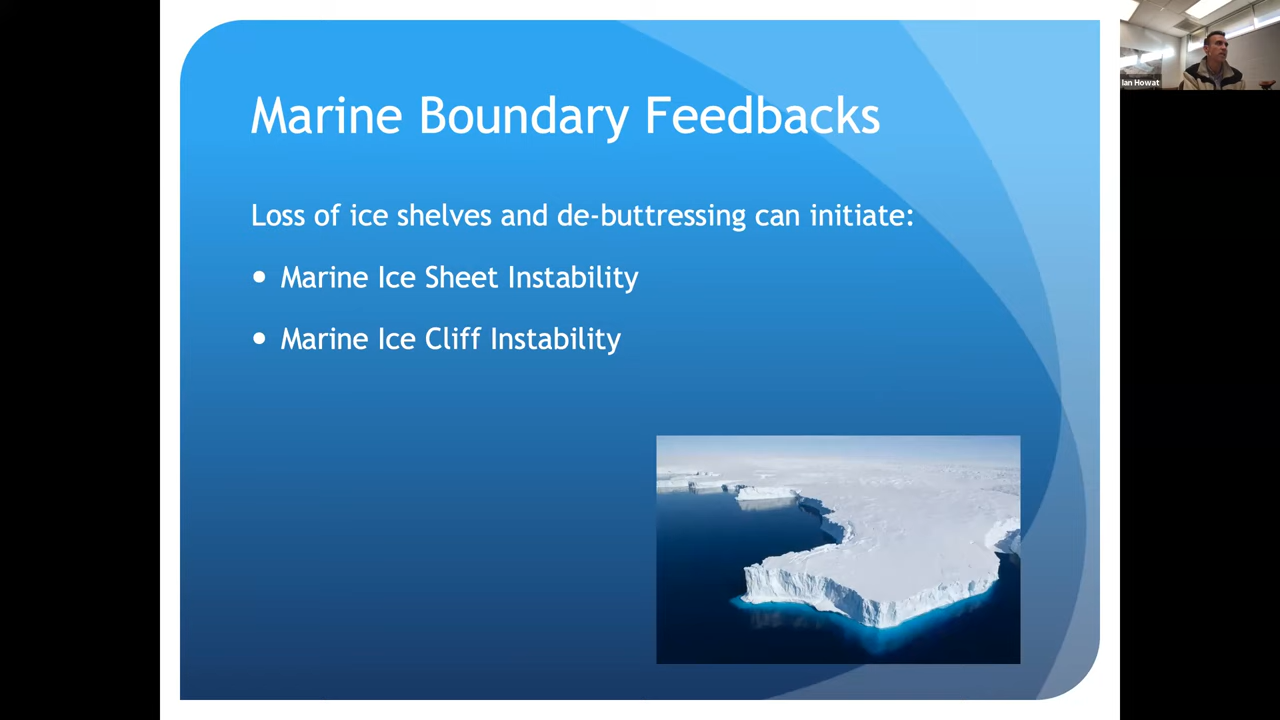 Marine Boundary Feedbacks
Loss of ice shelves and de-buttressing can initiate:
• Marine Ice Sheet Instability
• Marine Ice Cliff Instability
Ian Howat